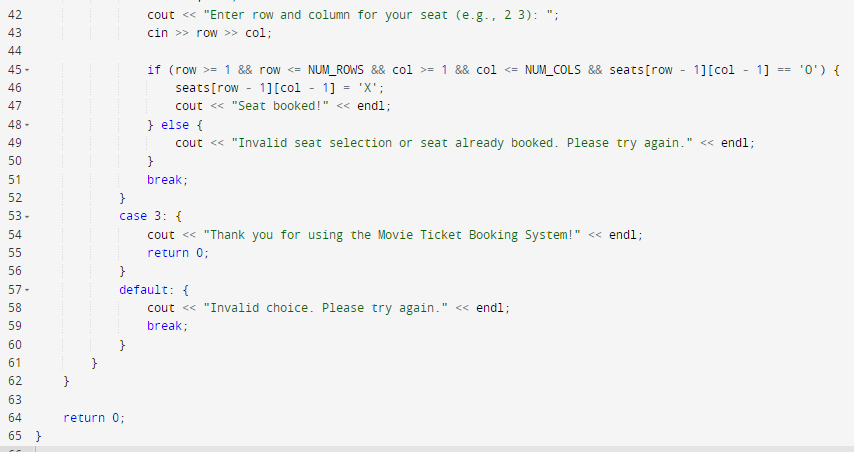 42                cout << "Enter row and column for your seat (e.g., 2 3): ";
43                cin >> row >> col;
44
45                if (row >= 1 && row <= NUM_ROWS && col >= 1 && col <= NUM_COLS && seats[row - 1][col - 1] == 'O') {
46                    seats[row - 1][col - 1] = 'X';
47                    cout << "Seat booked!" << endl;
48                } else {
49                    cout << "Invalid seat selection or seat already booked. Please try again." << endl;
50                }
51                break;
52            }
53            case 3: {
54                cout << "Thank you for using the Movie Ticket Booking System!" << endl;
55                return 0;
56            }
57            default: {
58                cout << "Invalid choice. Please try again." << endl;
59                break;
60            }
61        }
62    }
63
64    return 0;
65 }